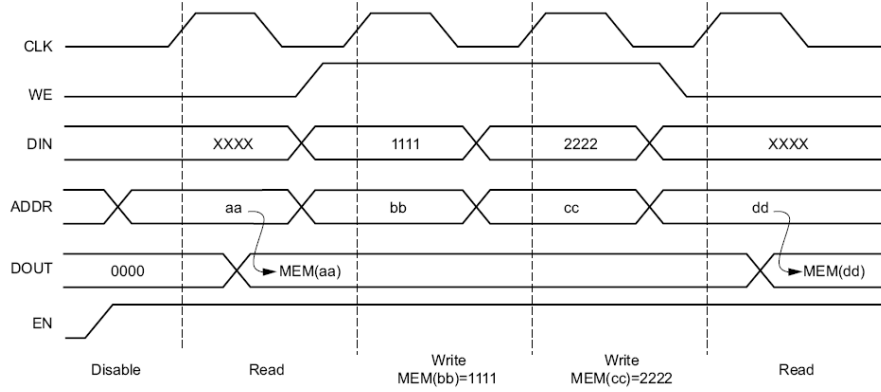 CLK
WE
DIN XXXX 1111 2222 XXXX
ADDR aa bb cc dd
DOUT 0000 MEM(aa) MEM(dd)
EN
Disable Read Write Write Read
MEM(bb)=1111 MEM(cc)=2222